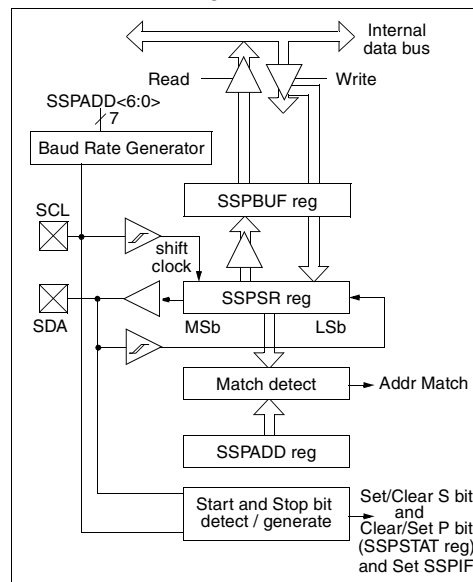 Internal
data bus
Read
Write
SSPADD<6:0>
7
Baud Rate Generator
SCL
SSPBUF reg
shift
clock
SSPSR reg
SDA
MSb
LSb
Match detect
Addr Match
SSPADD reg
Start and Stop bit
detect / generate
Set/Clear S bit
and
Clear/Set P bit
(SSPSTAT reg)
and Set SSPIF